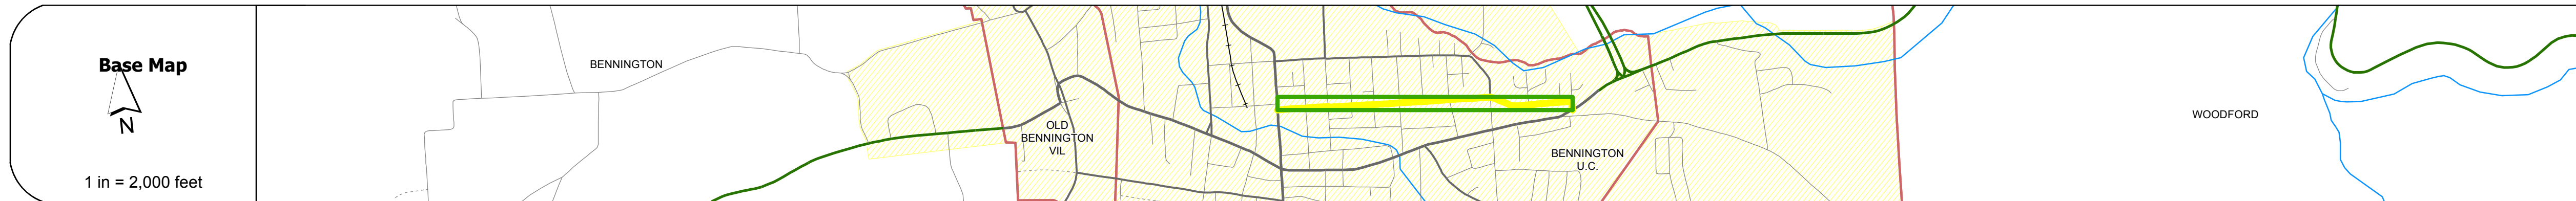 Base Map
N
1 in = 2,000 feet
BENNINGTON
OLD
BENNINGTON
VIL
BENNINGTON
U.C.
WOODFORD